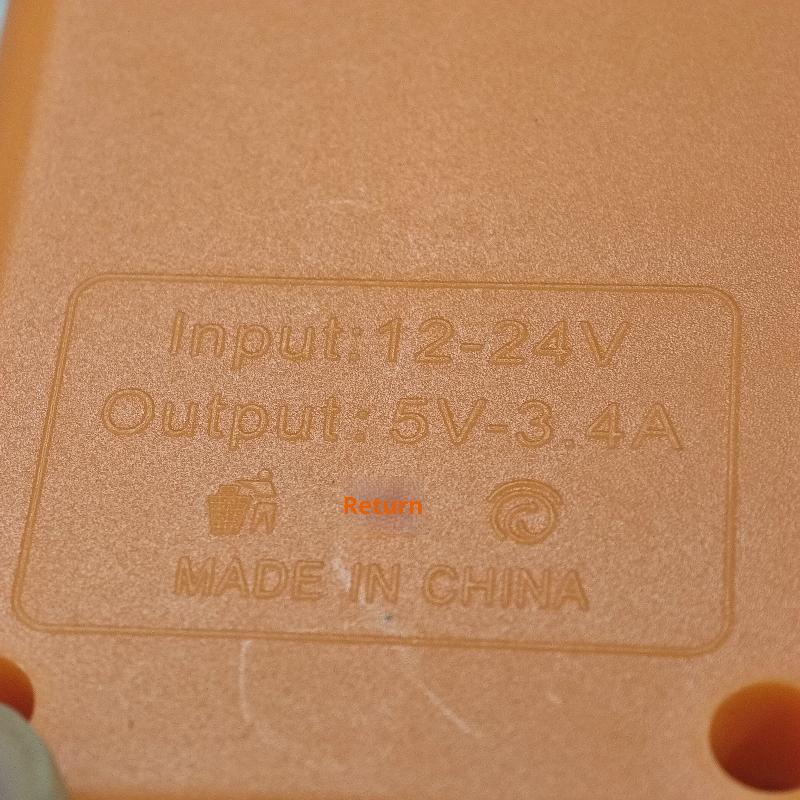 Input:12-24V
Output:5V-3.4A
Return
MADE IN CHINA